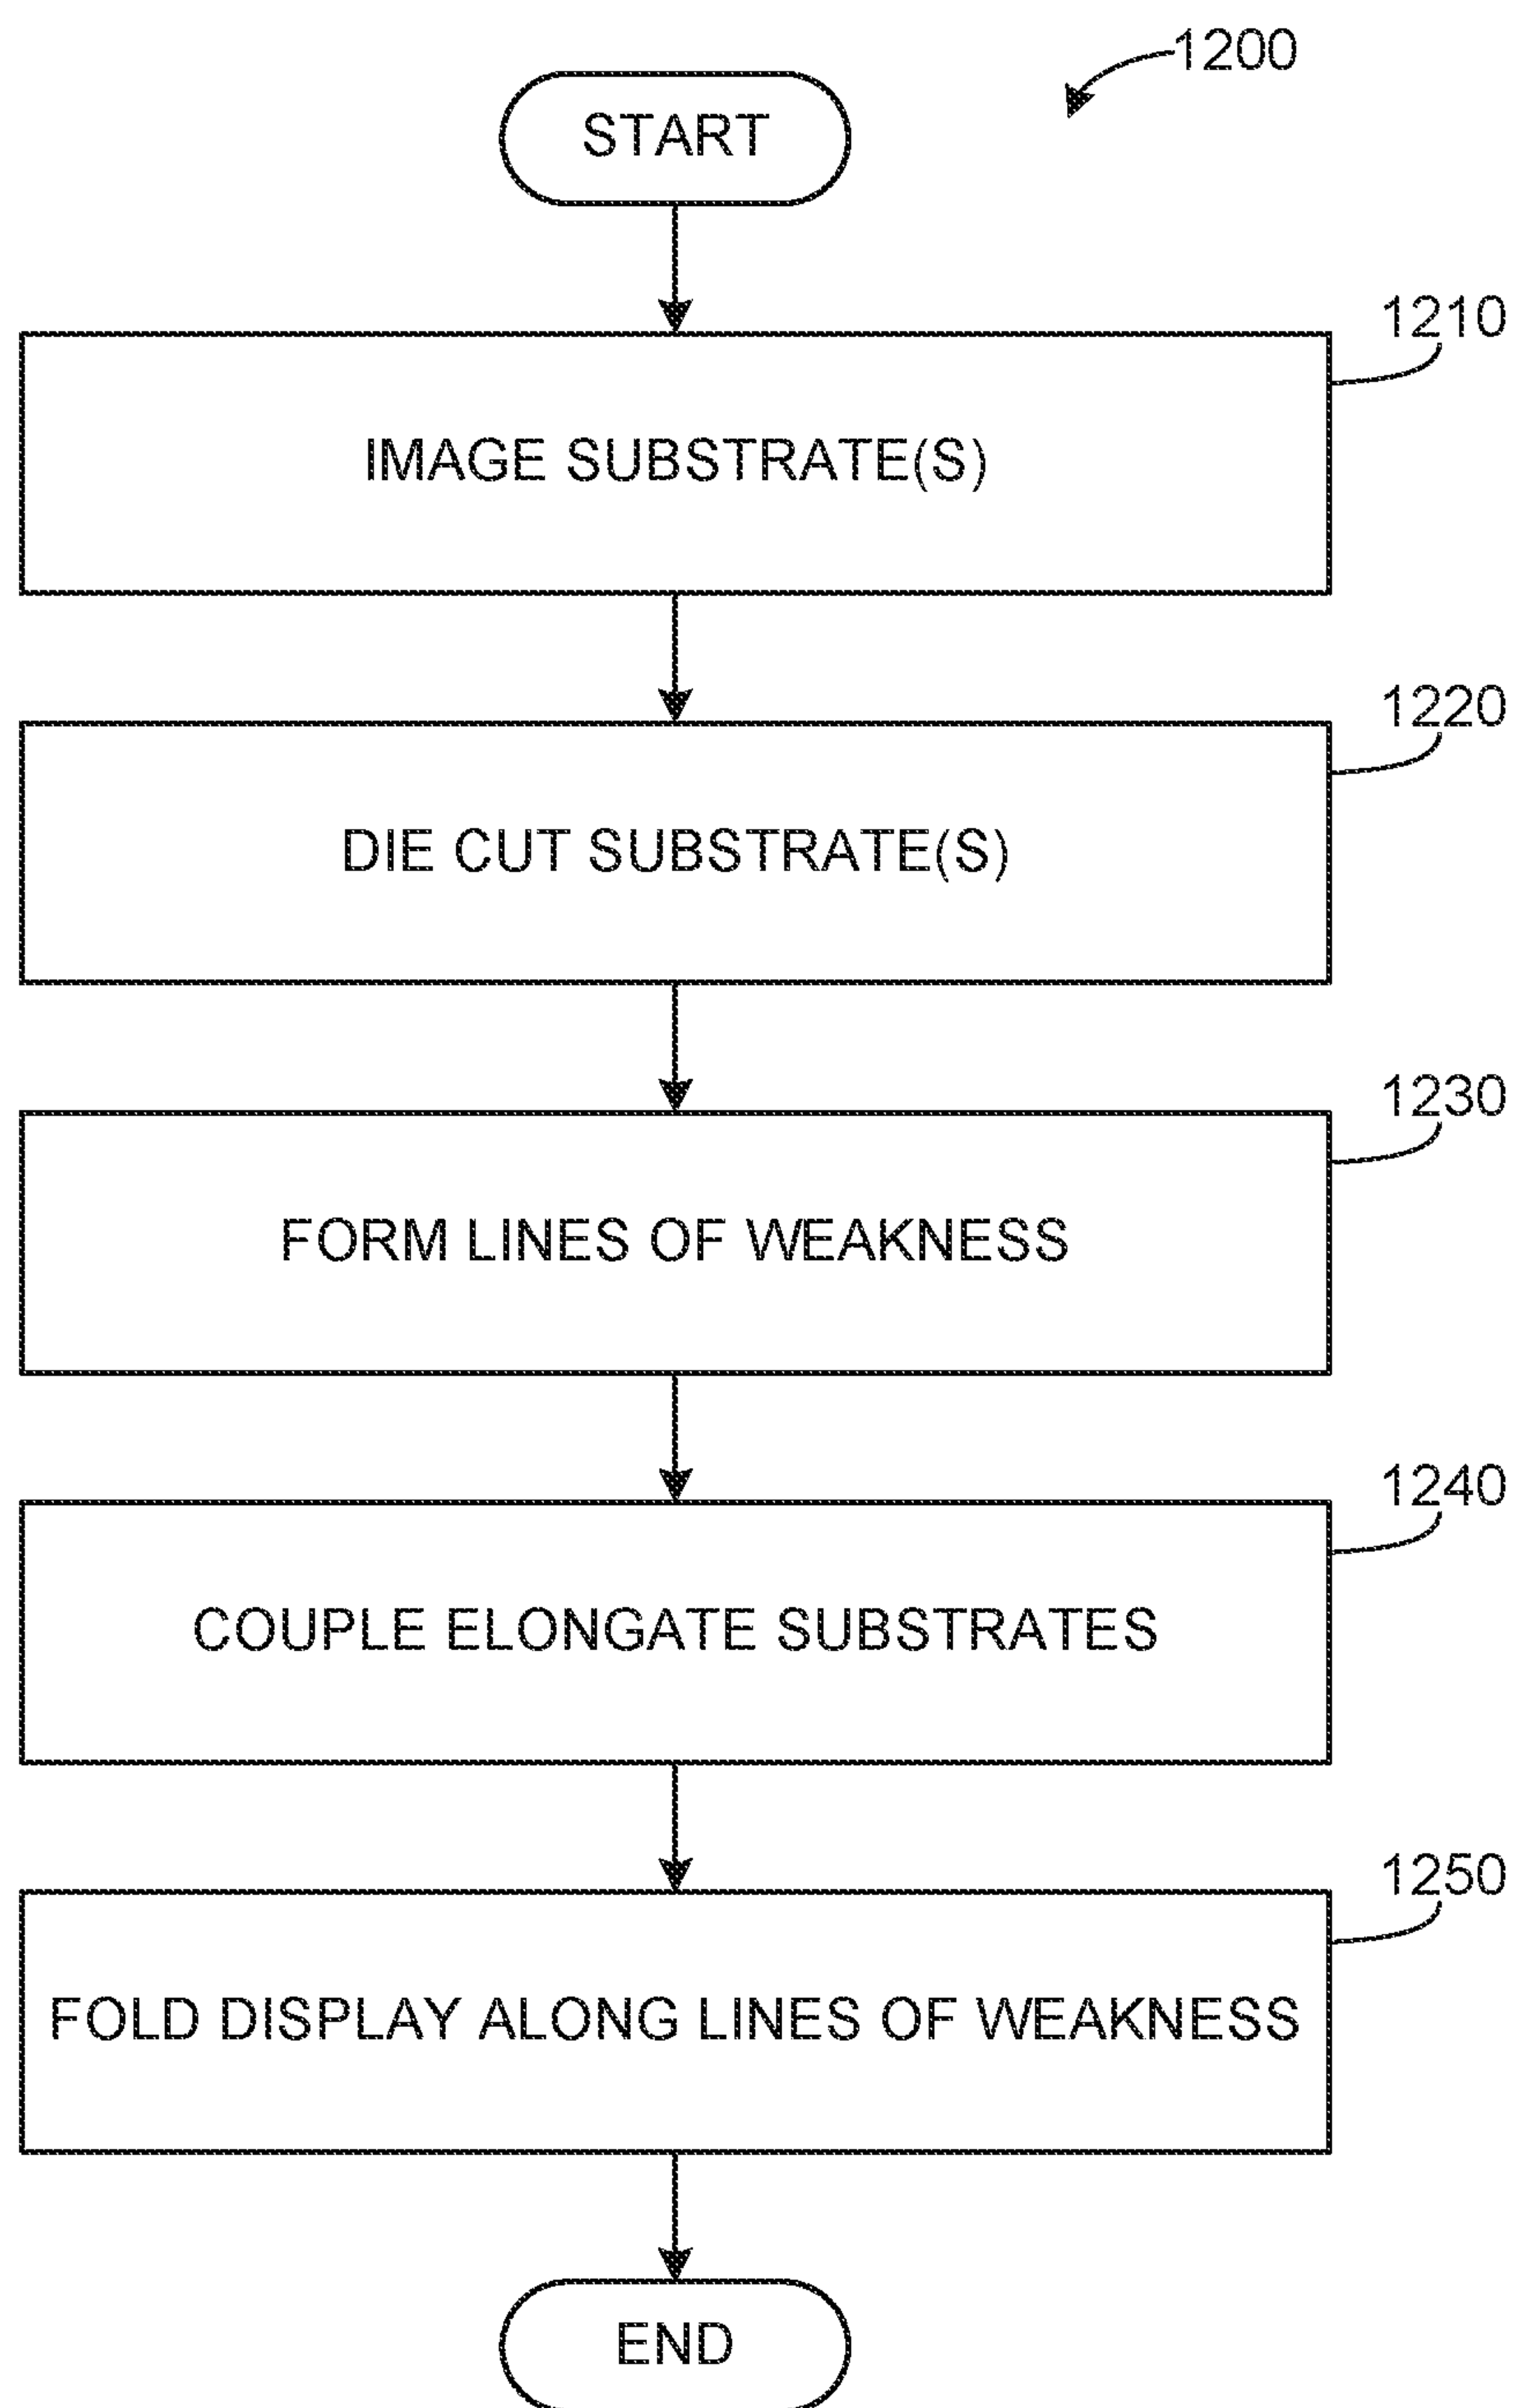 1200
START
1210
IMAGE SUBSTRATE(S)
1220
DIE CUT SUBSTRATE(S)
1230
FORM LINES OF WEAKNESS
1240
COUPLE ELONGATE SUBSTRATES
1250
FOLD DISPLAY ALONG LINES OF WEAKNESS
END